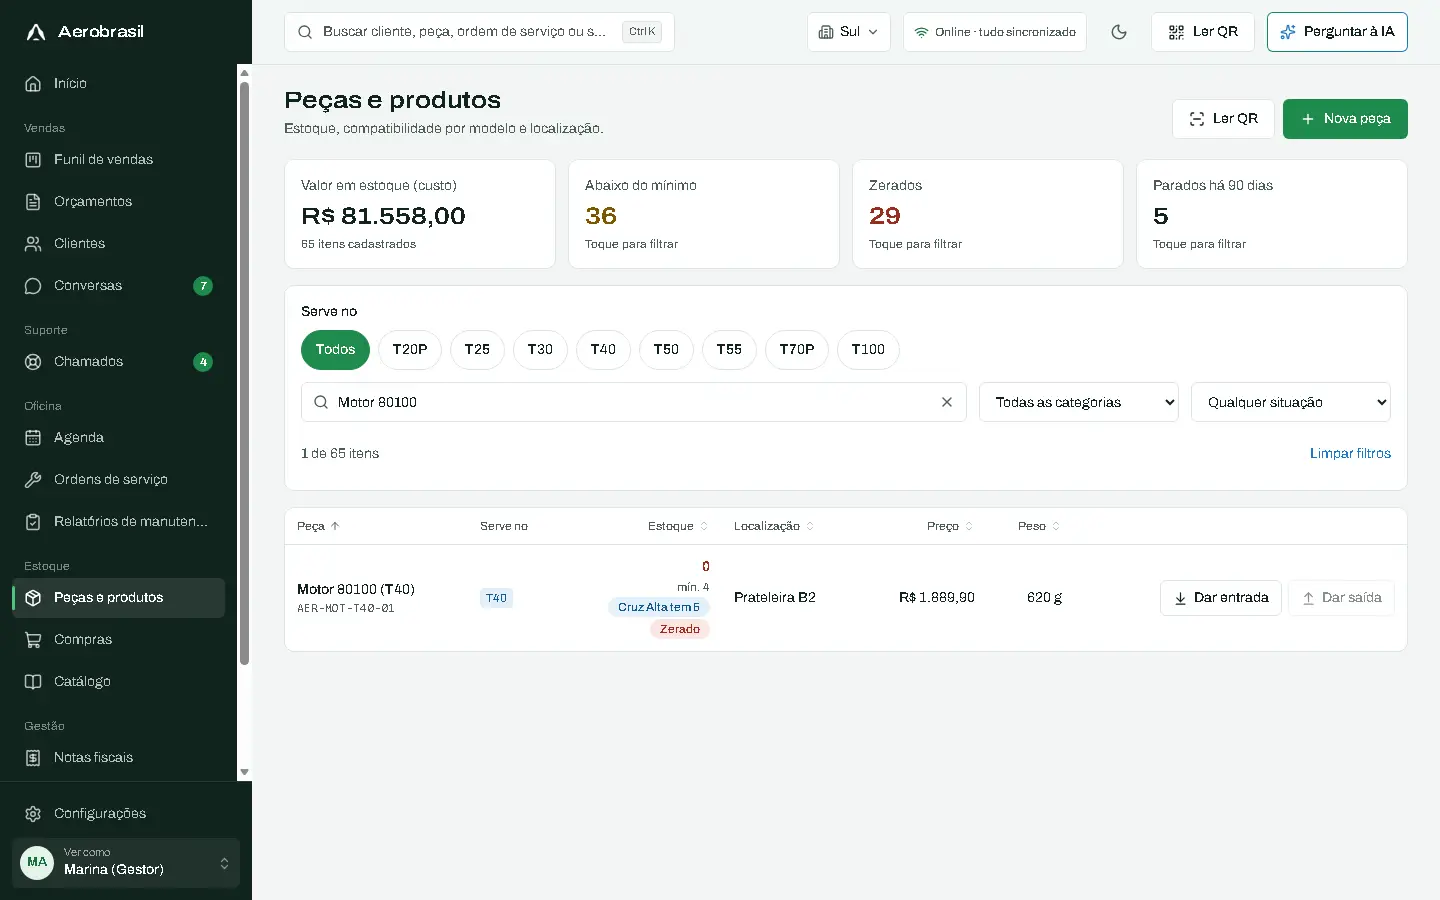 Aerobrasil
Início
Vendas
Funil de vendas
Orçamentos
Clientes
Conversas 7
Suporte
Chamados 4
Oficina
Agenda
Ordens de serviço
Relatórios de manuten...
Estoque
Peças e produtos
Compras
Catálogo
Gestão
Notas fiscais
Configurações
MA
Ver como
Marina (Gestor)
Buscar cliente, peça, ordem de serviço ou s... Ctrl K
Sul
Online · tudo sincronizado
Ler QR
Perguntar à IA
Peças e produtos
Estoque, compatibilidade por modelo e localização.
Ler QR
Nova peça
Valor em estoque (custo)
R$ 81.558,00
65 itens cadastrados
Abaixo do mínimo
36
Toque para filtrar
Zerados
29
Toque para filtrar
Parados há 90 dias
5
Toque para filtrar
Serve no
Todos T20P T25 T30 T40 T50 T55 T70P T100
Motor 80100
Todas as categorias
Qualquer situação
1 de 65 itens
Limpar filtros
Peça Serve no Estoque Localização Preço Peso
Motor 80100 (T40)
AER-MOT-T40-01
T40
0
mín. 4
Cruz Alta tem 5
Zerado
Prateleira B2
R$ 1.889,90
620 g
Dar entrada
Dar saída